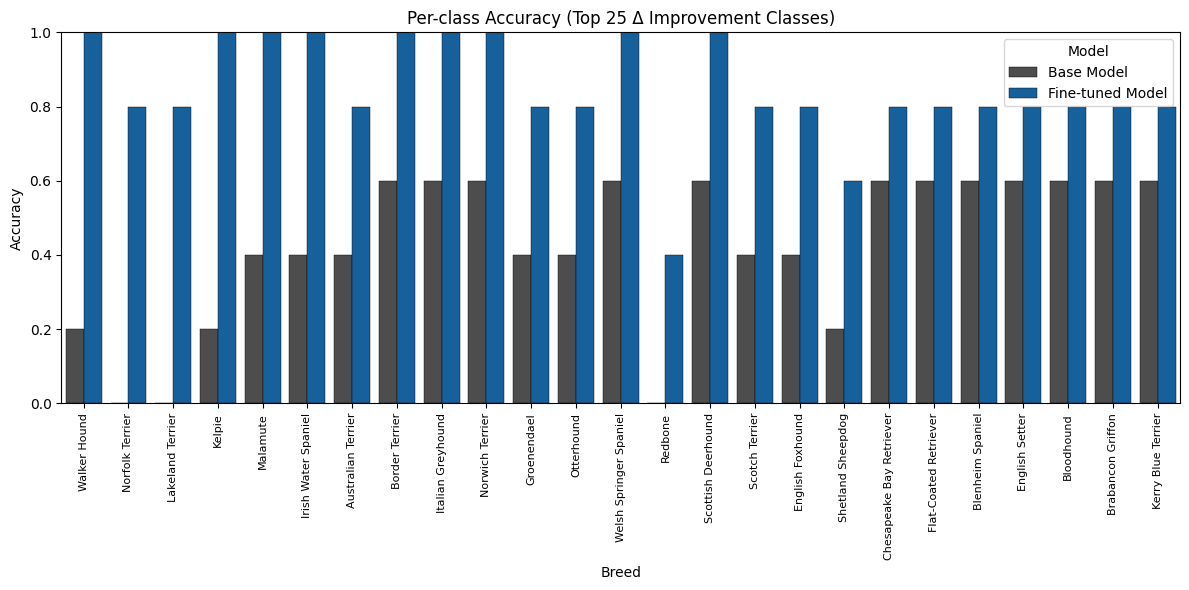 Per-class Accuracy (Top 25 Δ Improvement Classes)
Model
Base Model
Fine-tuned Model
Accuracy
1.0
0.8
0.6
0.4
0.2
0.0
Walker Hound
Norfolk Terrier
Lakeland Terrier
Kelpie
Malamute
Irish Water Spaniel
Australian Terrier
Border Terrier
Italian Greyhound
Norwich Terrier
Groenendael
Otterhound
Welsh Springer Spaniel
Redbone
Scottish Deerhound
Scotch Terrier
English Foxhound
Shetland Sheepdog
Chesapeake Bay Retriever
Flat-Coated Retriever
Blenheim Spaniel
English Setter
Bloodhound
Brabancon Griffon
Kerry Blue Terrier
Breed